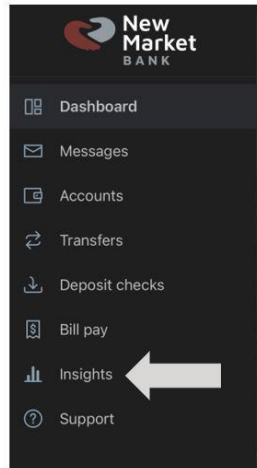 New
Market
BANK
Dashboard
Messages
Accounts
Transfers
Deposit checks
Bill pay
Insights
Support